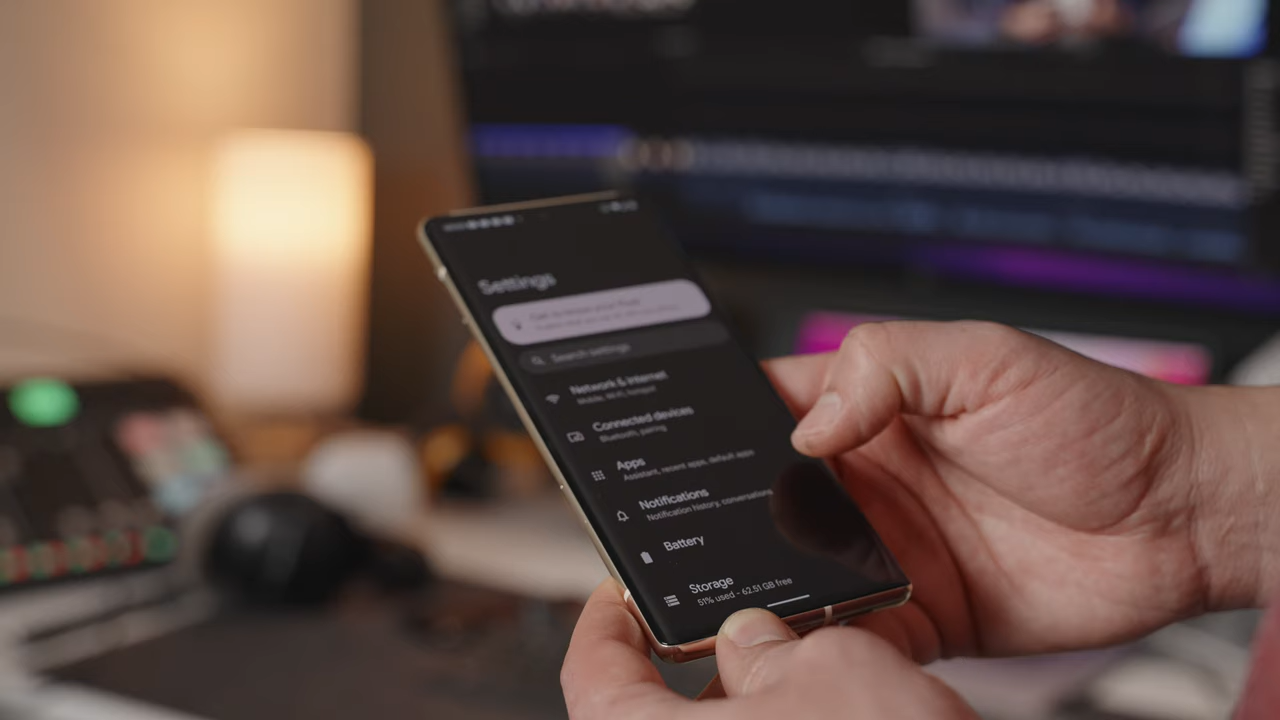 Settings
Search settings
Network & internet
Mobile, Wi-Fi, hotspot
Connected devices
Bluetooth, pairing
Apps
Assistant, recent apps, default apps
Notifications
Notification history, conversations
Battery
Storage
51% used - 62.51 GB free